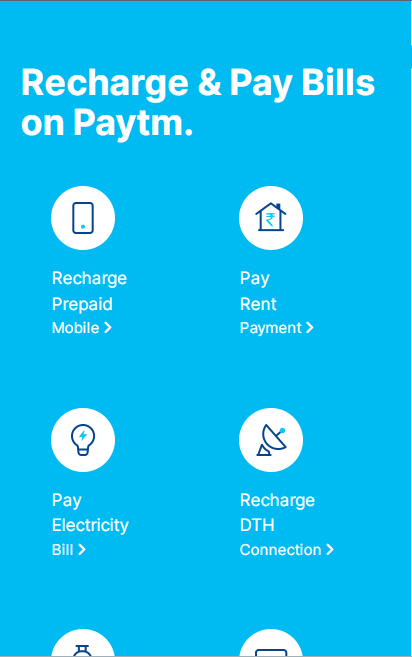 Recharge & Pay Bills
on Paytm.
Recharge
Prepaid
Mobile
Pay
Rent
Payment
Pay
Electricity
Bill
Recharge
DTH
Connection